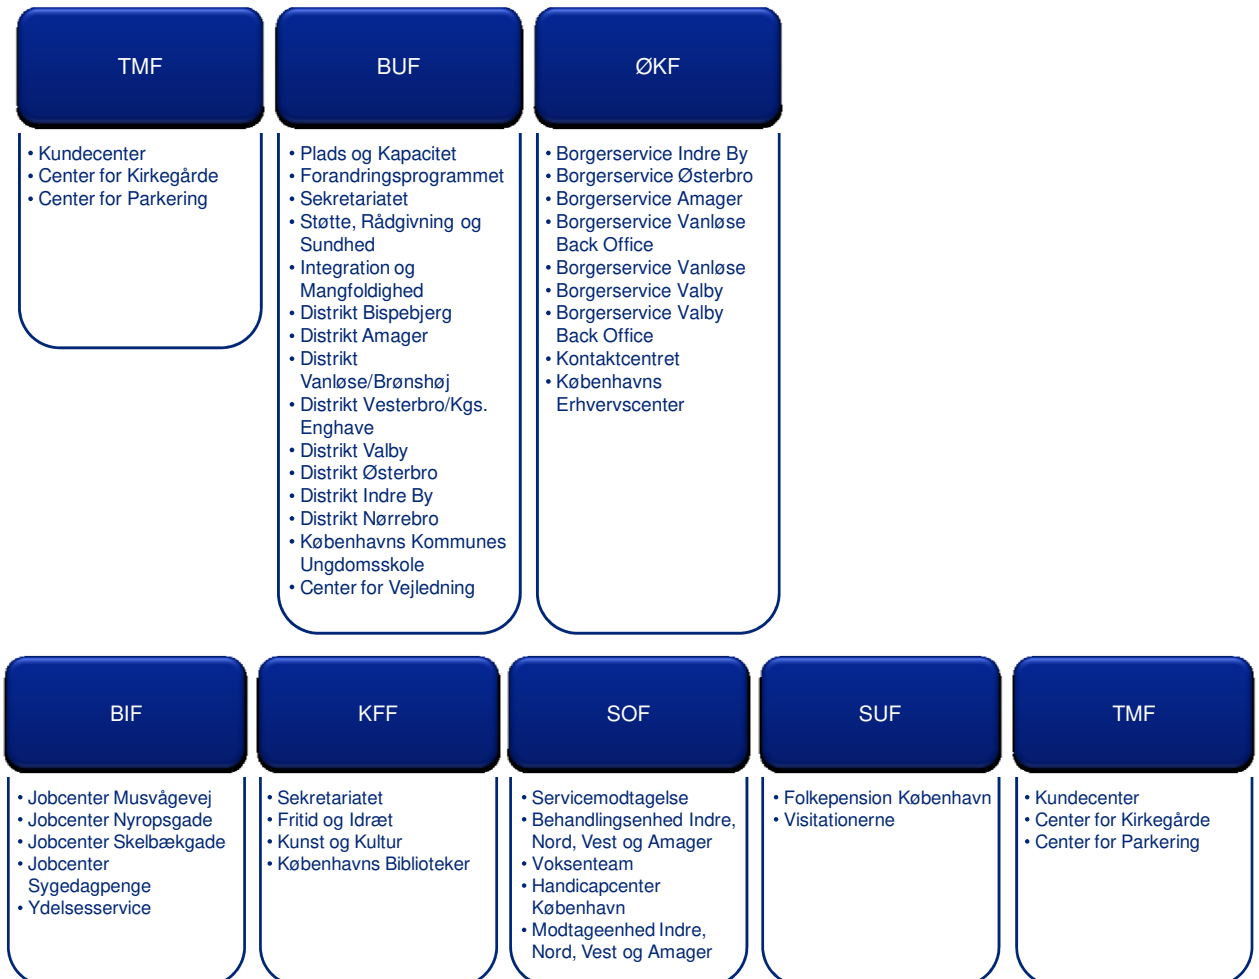 TMF
• Kundecenter
• Center for Kirkegårde
• Center for Parkering
BUF
• Plads og Kapacitet
• Forandringsprogrammet
• Sekretariatet
• Støtte, Rådgivning og
Sundhed
• Integration og
Mangfoldighed
• Distrikt Bispebjerg
• Distrikt Amager
• Distrikt
Vanløse/Brønshøj
• Distrikt Vesterbro/Kgs.
Enghave
• Distrikt Valby
• Distrikt Østerbro
• Distrikt Indre By
• Distrikt Nørrebro
• Københavns Kommunes
Ungdomsskole
• Center for Vejledning
ØKF
• Borgerservice Indre By
• Borgerservice Østerbro
• Borgerservice Amager
• Borgerservice Vanløse
Back Office
• Borgerservice Vanløse
• Borgerservice Valby
• Borgerservice Valby
Back Office
• Kontaktcentret
• Københavns
Erhvervscenter
BIF
• Jobcenter Musvågevej
• Jobcenter Nyropsgade
• Jobcenter Skelbækgade
• Jobcenter
Sygedagpenge
• Ydelsesservice
KFF
• Sekretariatet
• Fritid og Idræt
• Kunst og Kultur
• Københavns Biblioteker
SOF
• Servicemodtagelse
• Behandlingsenhed Indre,
Nord, Vest og Amager
• Voksenteam
• Handicapcenter
København
• Modtageenhed Indre,
Nord, Vest og Amager
SUF
• Folkepension København
• Visitationerne
TMF
• Kundecenter
• Center for Kirkegårde
• Center for Parkering